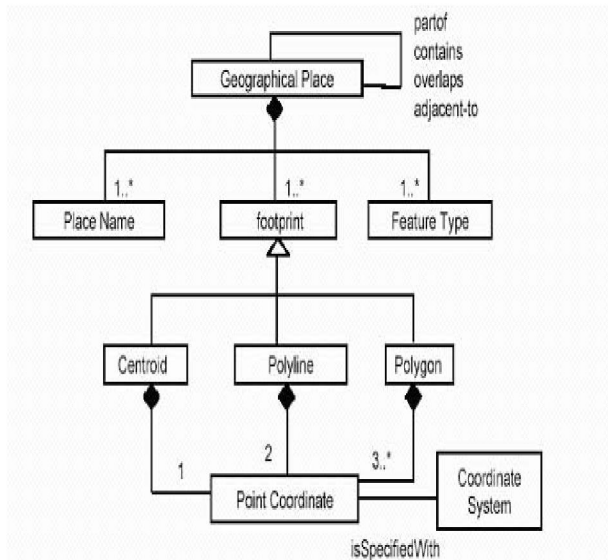 partof
contains
Geographical Place
overlaps
adjacent-to
1..*
1..*
1..*
Place Name
footprint
Feature Type
Centroid
Polyline
Polygon
1
2
3..*
Point Coordinate
Coordinate
System
isSpecifiedWith